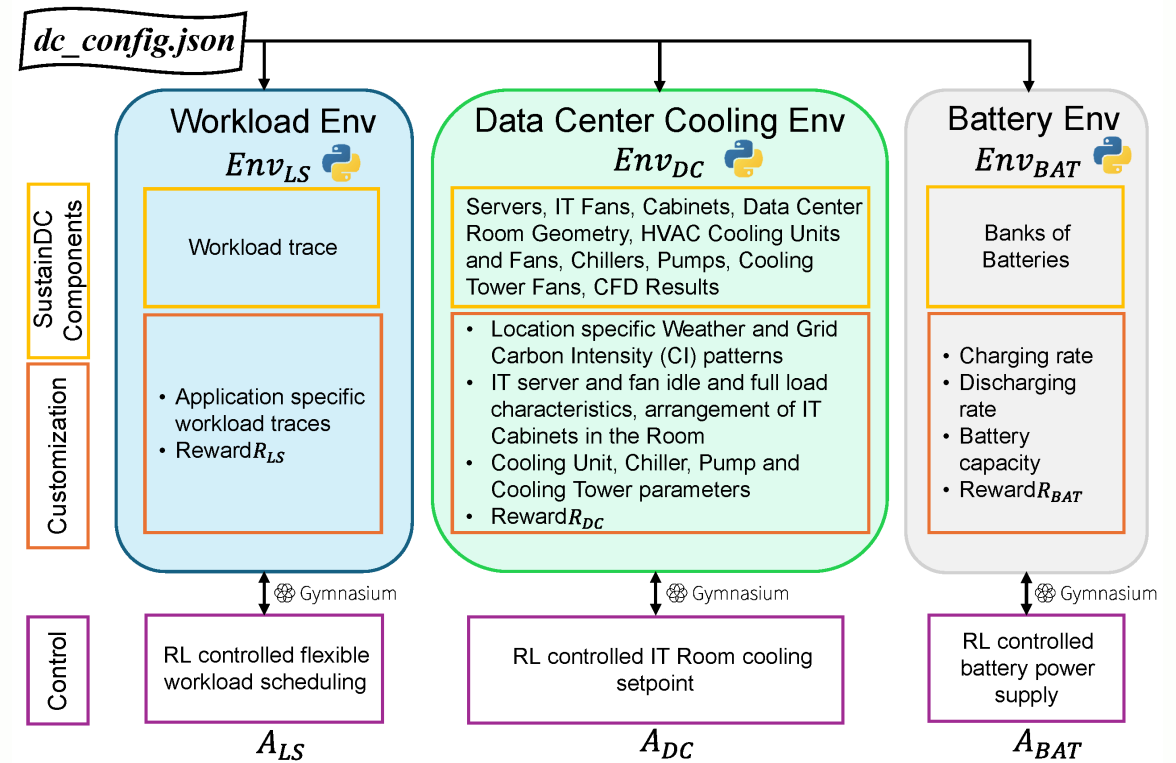 dc_config.json
Workload Env
Env_LS
Data Center Cooling Env
Env_DC
Battery Env
Env_BAT
SustainDC
Components
Workload trace
Servers, IT Fans, Cabinets, Data Center
Room Geometry, HVAC Cooling Units
and Fans, Chillers, Pumps, Cooling
Tower Fans, CFD Results
Banks of
Batteries
Customization
• Application specific
workload traces
• Reward R_LS
• Location specific Weather and Grid
Carbon Intensity (CI) patterns
• IT server and fan idle and full load
characteristics, arrangement of IT
Cabinets in the Room
• Cooling Unit, Chiller, Pump and
Cooling Tower parameters
• Reward R_DC
• Charging rate
• Discharging
rate
• Battery
capacity
• Reward R_BAT
Gymnasium
Gymnasium
Gymnasium
Control
RL controlled flexible
workload scheduling
RL controlled IT Room cooling
setpoint
RL controlled
battery power
supply
A_LS
A_DC
A_BAT